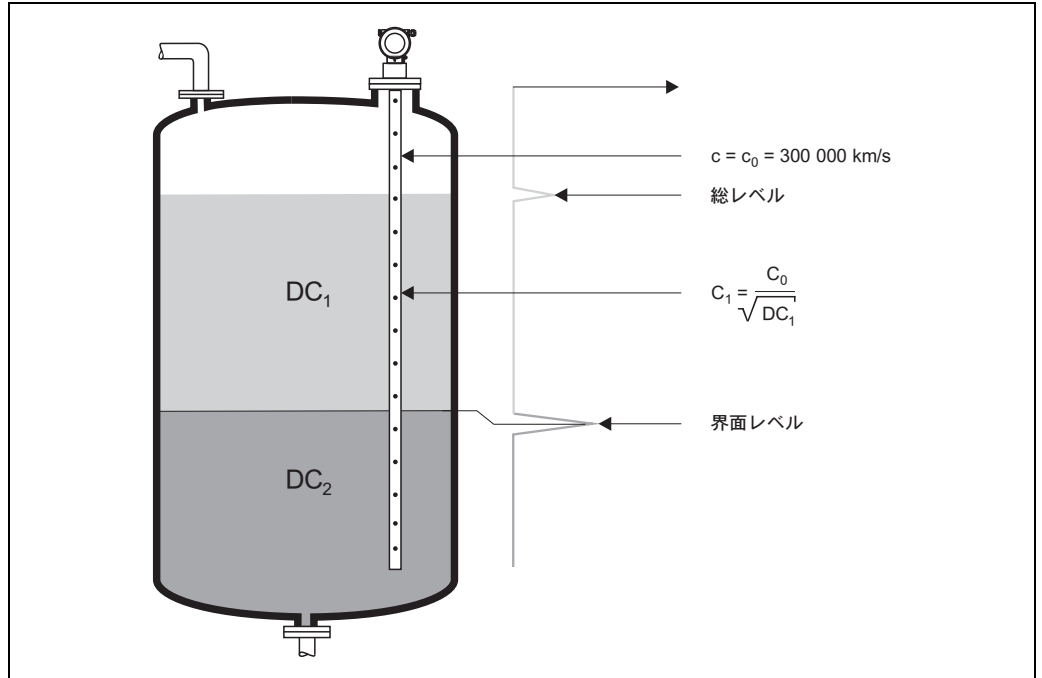 c = c₀ = 300 000 km/s
総レベル
DC₁
C₁ = C₀ / √DC₁
界面レベル
DC₂